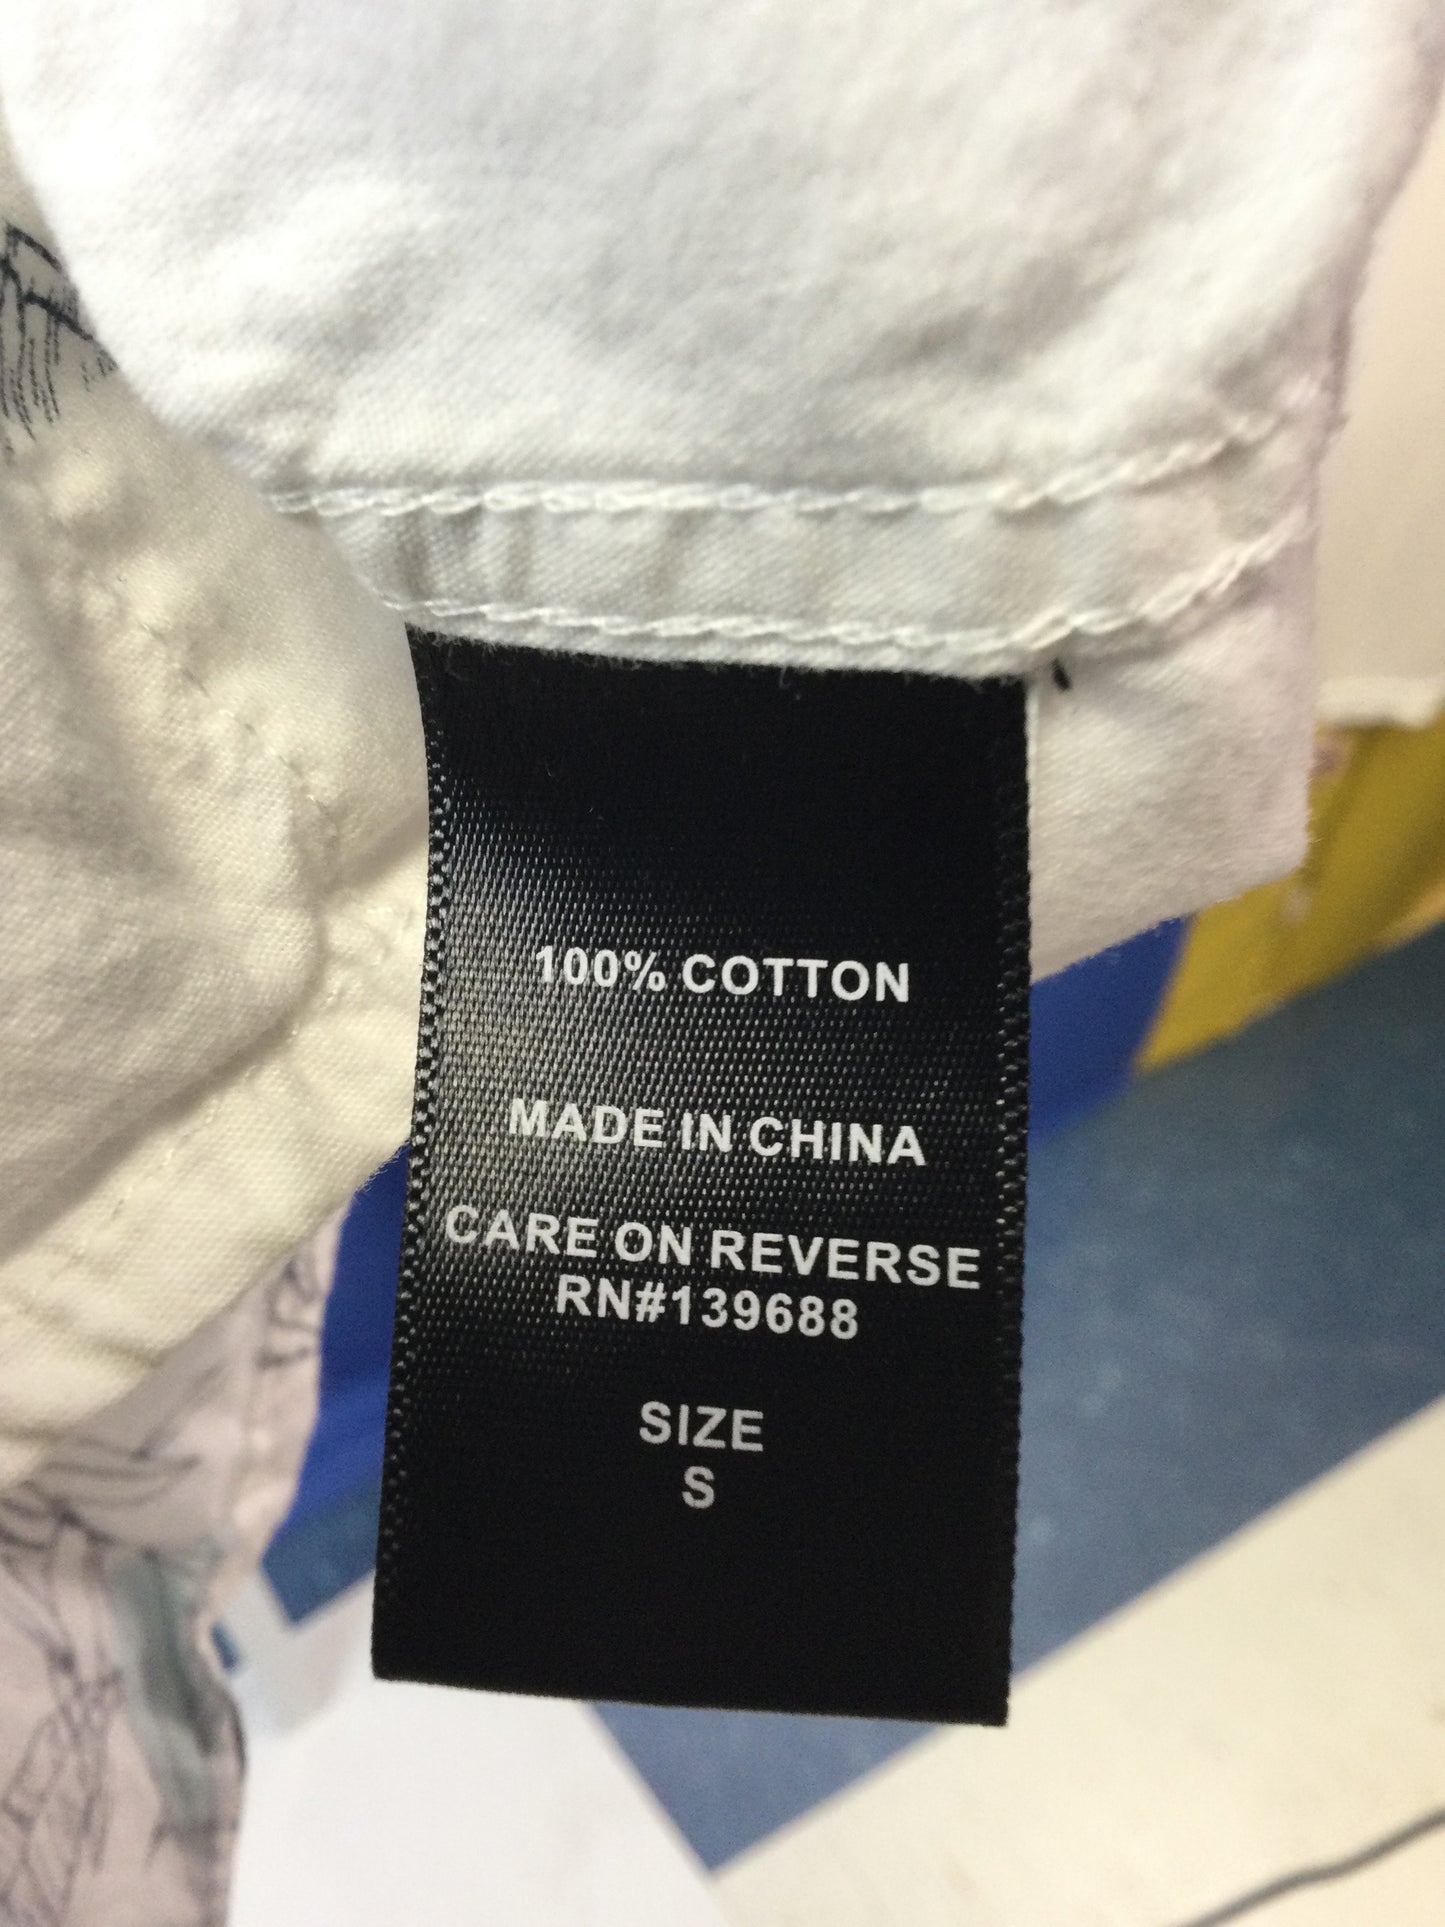 100% COTTON
MADE IN CHINA
CARE ON REVERSE
RN#139688
SIZE
S